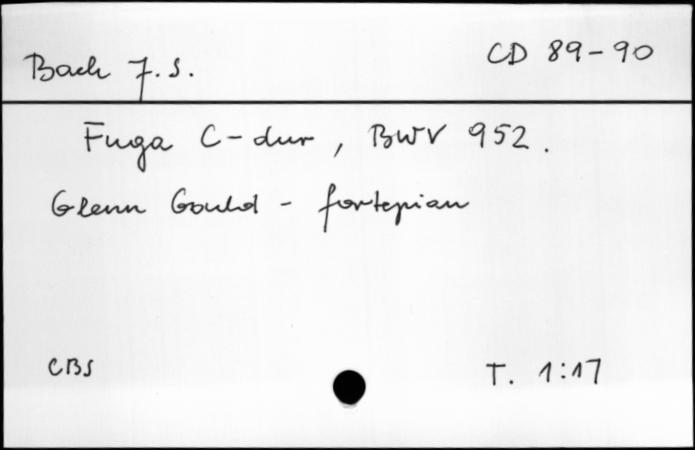 Bach J. S. CD 89-90
Fuga C-dur, BWV 952.
Glenn Gould - fortepian
CBS T. 1:17